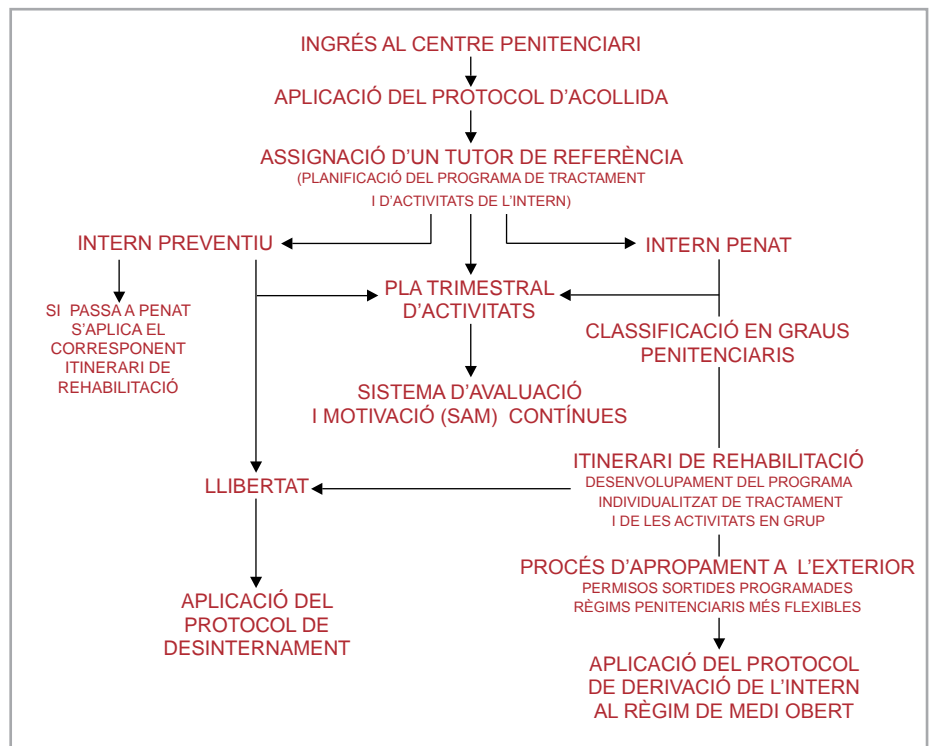 INGRÉS AL CENTRE PENITENCIARI
APLICACIÓ DEL PROTOCOL D'ACOLLIDA
ASSIGNACIÓ D'UN TUTOR DE REFERÈNCIA
(PLANIFICACIÓ DEL PROGRAMA DE TRACTAMENT
I D'ACTIVITATS DE L'INTERN)
INTERN PREVENTIU
INTERN PENAT
SI PASSA A PENAT
S'APLICA EL
CORRESPONENT
ITINERARI DE
REHABILITACIÓ
PLA TRIMESTRAL
D'ACTIVITATS
CLASSIFICACIÓ EN GRAUS
PENITENCIARIS
SISTEMA D'AVALUACIÓ
I MOTIVACIÓ (SAM) CONTÍNUES
ITINERARI DE REHABILITACIÓ
DESENVOLUPAMENT DEL PROGRAMA
INDIVIDUALITZAT DE TRACTAMENT
I DE LES ACTIVITATS EN GRUP
LLIBERTAT
PROCÉS D'APROPAMENT A L'EXTERIOR
PERMISOS SORTIDES PROGRAMADES
RÈGIMS PENITENCIARIS MÉS FLEXIBLES
APLICACIÓ DEL
PROTOCOL DE
DESINTERNAMENT
APLICACIÓ DEL PROTOCOL
DE DERIVACIÓ DE L'INTERN
AL RÈGIM DE MEDI OBERT